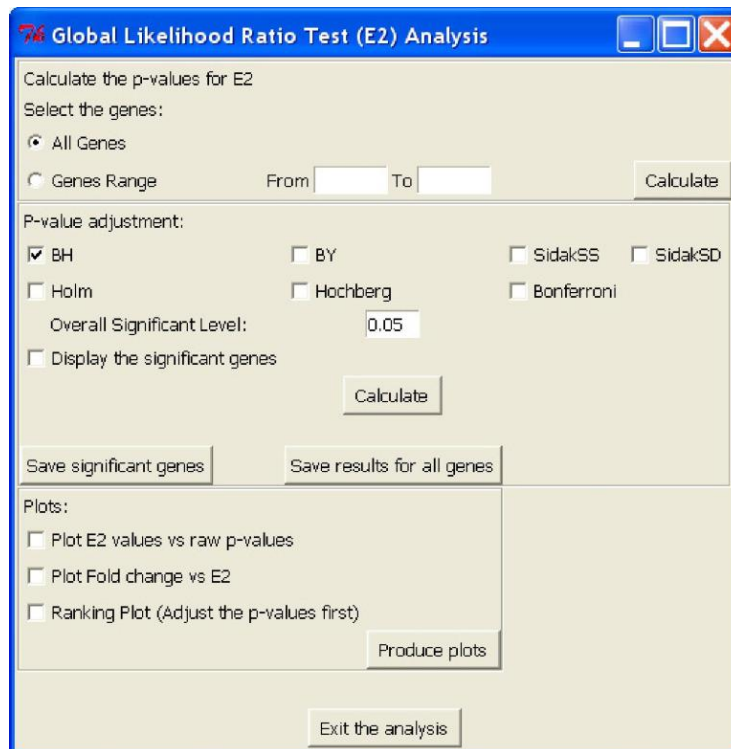 Global Likelihood Ratio Test (E2) Analysis
Calculate the p-values for E2
Select the genes:
All Genes
Genes Range From To Calculate
P-value adjustment:
BH BY SidakSS SidakSD
Holm Hochberg Bonferroni
Overall Significant Level: 0.05
Display the significant genes
Calculate
Save significant genes Save results for all genes
Plots:
Plot E2 values vs raw p-values
Plot Fold change vs E2
Ranking Plot (Adjust the p-values first)
Produce plots
Exit the analysis